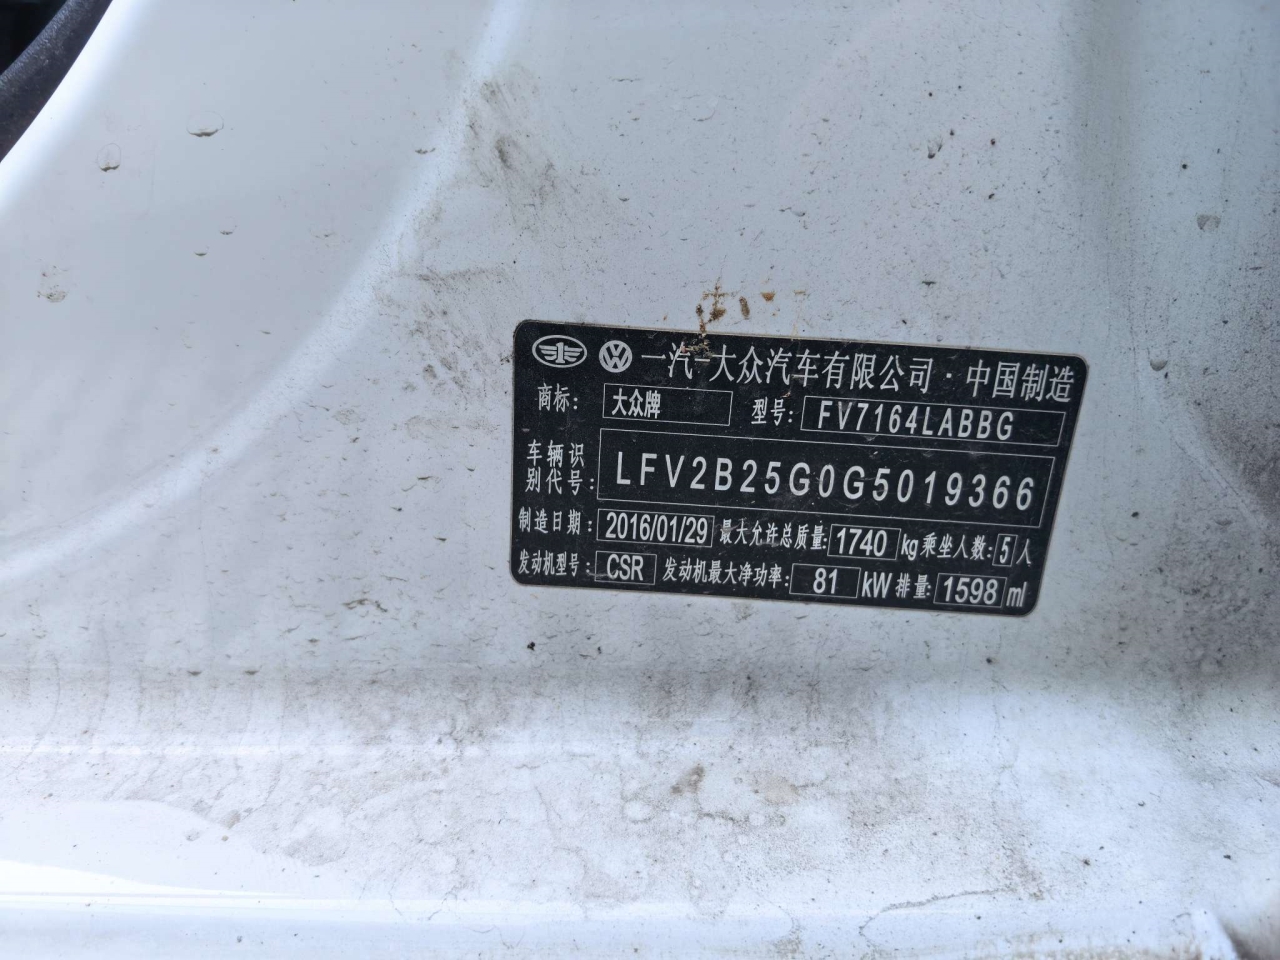 一汽-大众汽车有限公司·中国制造
商标: 大众牌 型号: FV7164LABBG
车辆识别代号: LFV2B25G0G5019366
制造日期: 2016/01/29 最大允许总质量: 1740 kg 乘坐人数: 5 人
发动机型号: CSR 发动机最大净功率: 81 kW 排量: 1598 ml